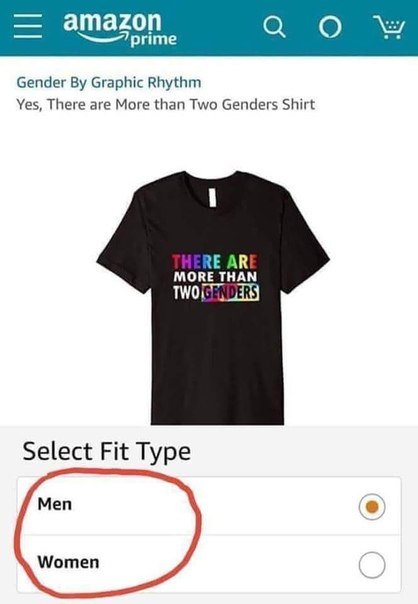 amazon
prime
Gender By Graphic Rhythm
Yes, There are More than Two Genders Shirt
THERE ARE
MORE THAN
TWO GENDERS
Select Fit Type
Men
Women